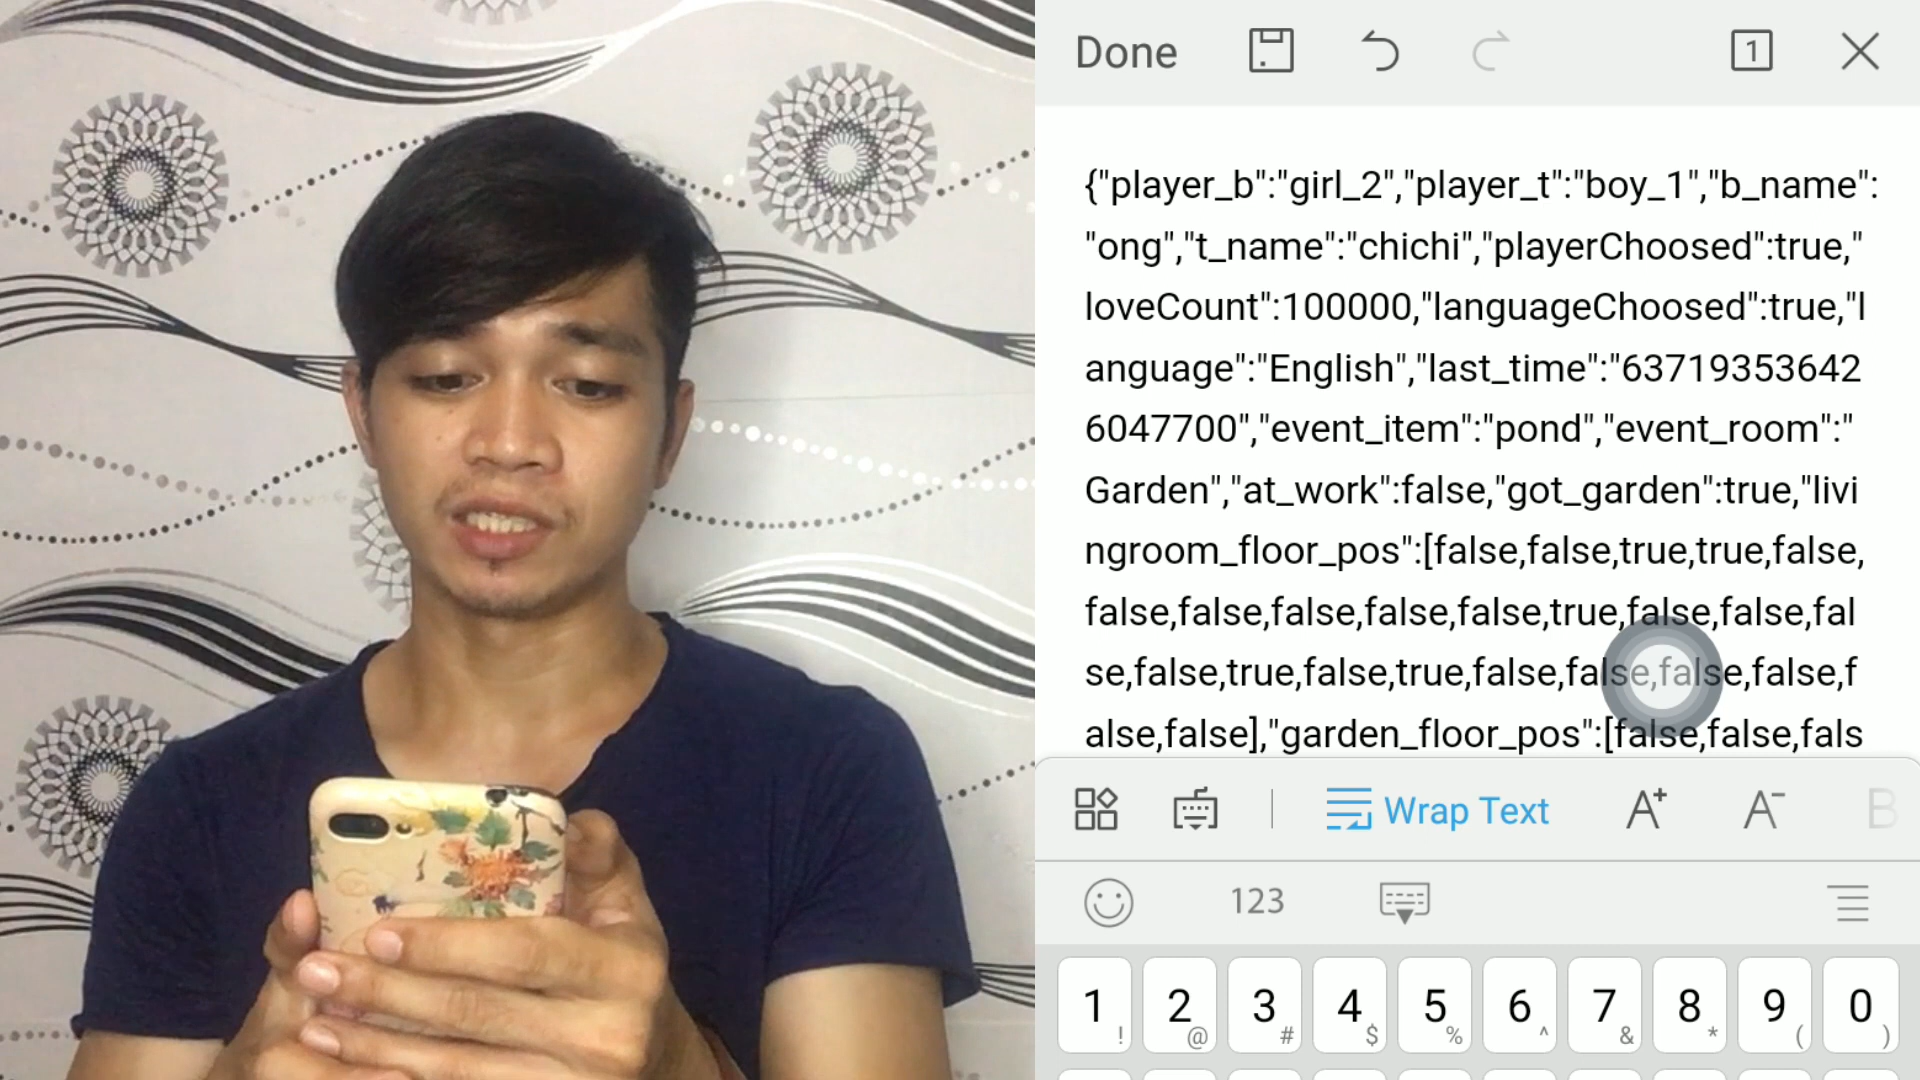 Done
1
{"player_b":"girl_2","player_t":"boy_1","b_name":
"ong","t_name":"chichi","playerChoosed":true,"
loveCount":100000,"languageChoosed":true,"l
anguage":"English","last_time":"63719353642
6047700","event_item":"pond","event_room":"
Garden","at_work":false,"got_garden":true,"livi
ngroom_floor_pos":[false,false,true,true,false,
false,false,false,false,false,true,false,false,fal
se,false,true,false,true,false,false,false,false,f
alse,false],"garden_floor_pos":[false,false,fals
Wrap Text A+ A- B
123
1 2 3 4 5 6 7 8 9 0
! @ # $ % ^ & * ( )